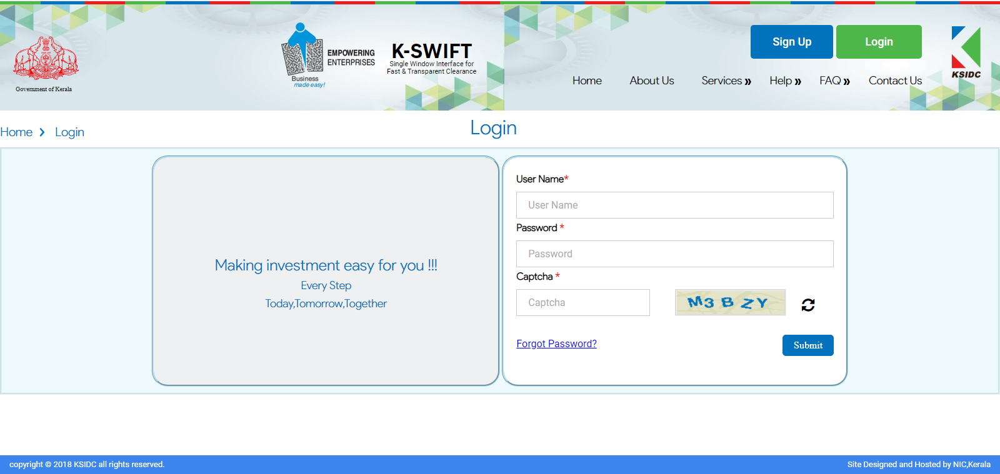 Government of Kerala
Business
made easy!
EMPOWERING
ENTERPRISES
K-SWIFT
Single Window Interface for
Fast & Transparent Clearance
Sign Up
Login
Home
About Us
Services »
Help »
FAQ »
Contact Us
KSIDC
Home > Login
Login
Making investment easy for you !!!
Every Step
Today,Tomorrow,Together
User Name*
User Name
Password *
Password
Captcha *
Captcha
M3BZY
Forgot Password?
Submit
copyright © 2018 KSIDC all rights reserved.
Site Designed and Hosted by NIC,Kerala